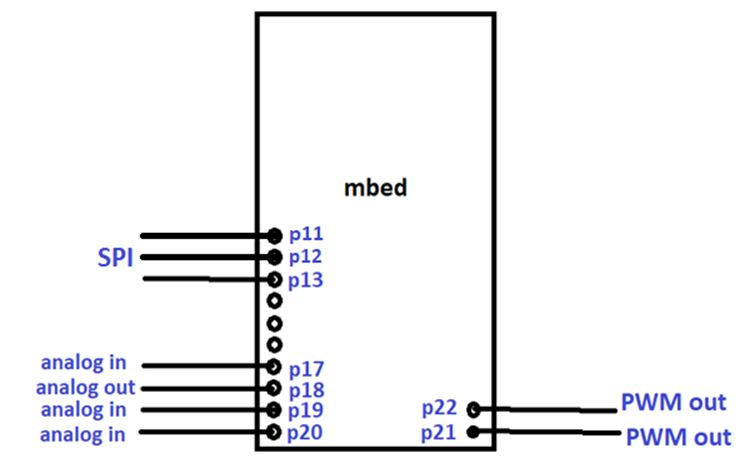 mbed
p11
SPI p12
p13
analog in p17
analog out p18
analog in p19
analog in p20
p22 PWM out
p21 PWM out